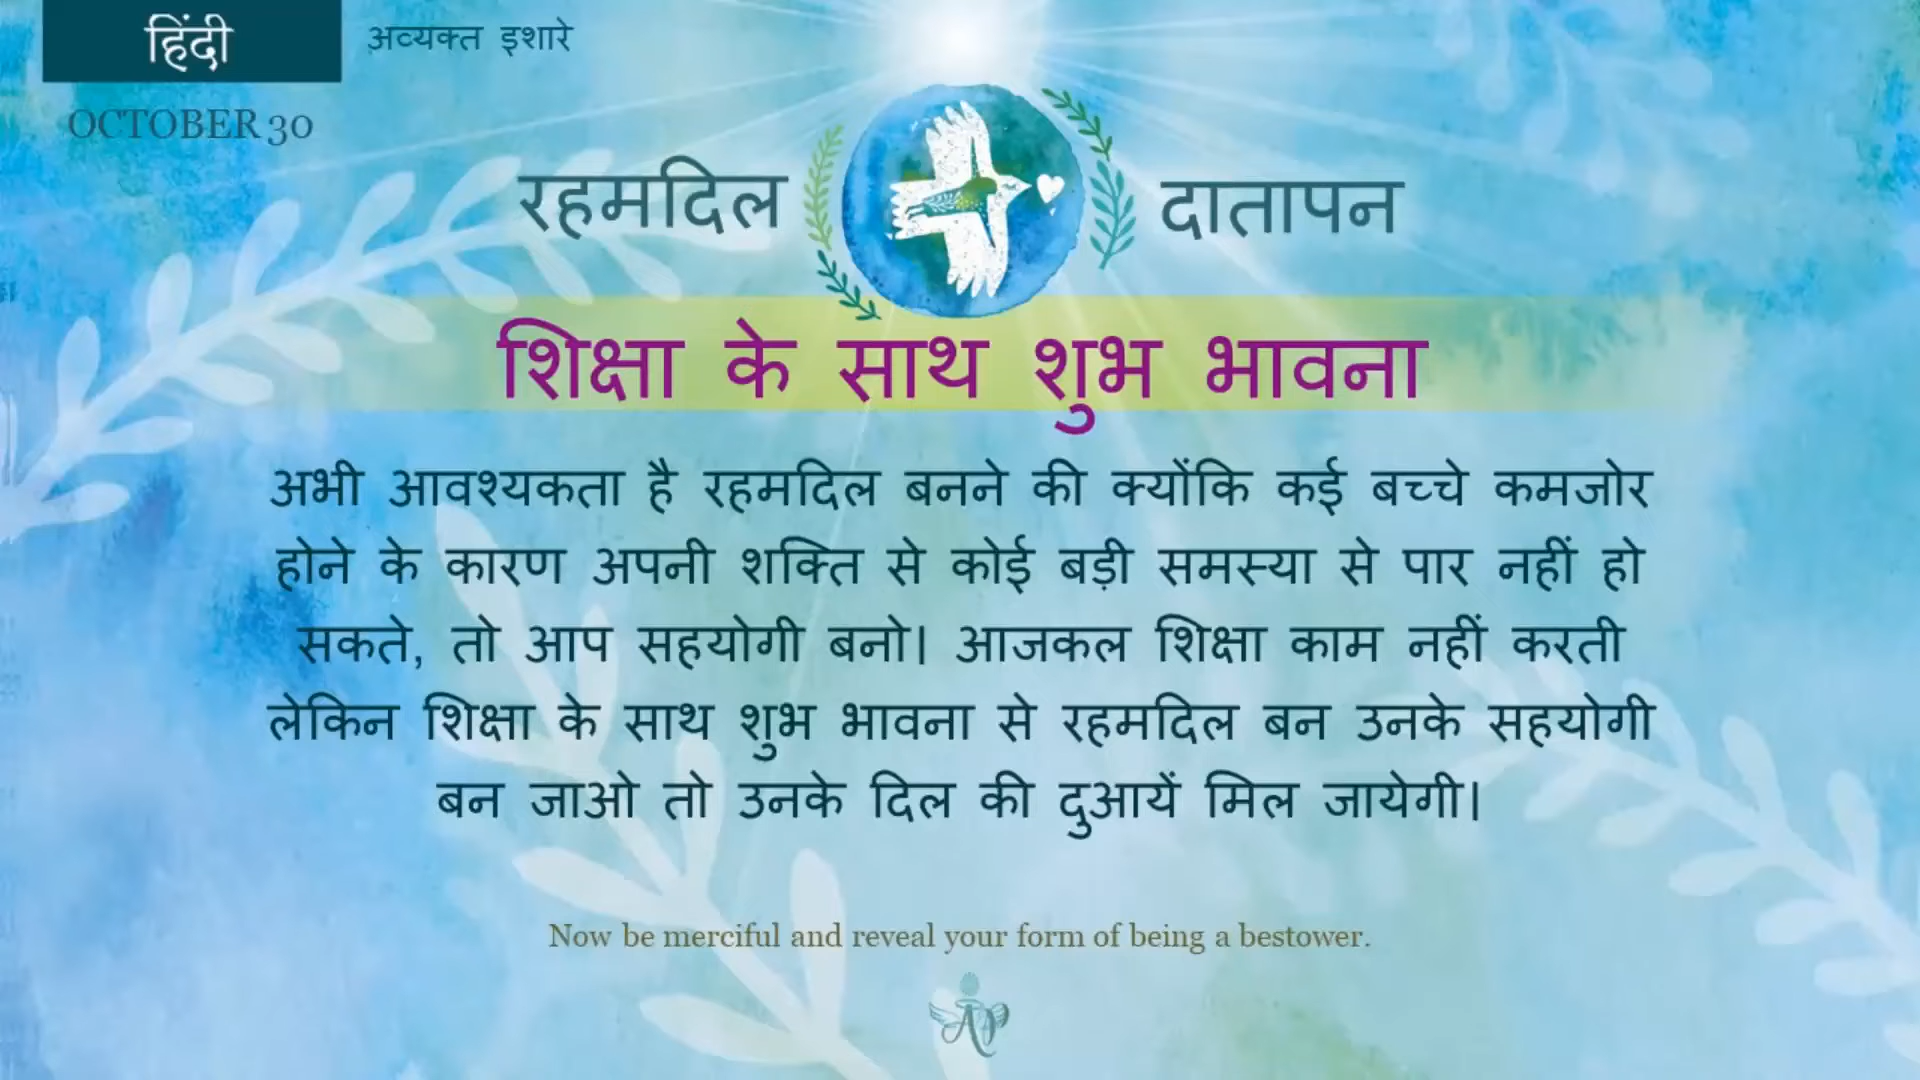 हिंदी
अव्यक्त इशारे
OCTOBER 30
रहमदिल दातापन
शिक्षा के साथ शुभ भावना
अभी आवश्यकता है रहमदिल बनने की क्योंकि कई बच्चे कमजोर
होने के कारण अपनी शक्ति से कोई बड़ी समस्या से पार नहीं हो
सकते, तो आप सहयोगी बनो। आजकल शिक्षा काम नहीं करती
लेकिन शिक्षा के साथ शुभ भावना से रहमदिल बन उनके सहयोगी
बन जाओ तो उनके दिल की दुआयें मिल जायेगी।
Now be merciful and reveal your form of being a bestower.